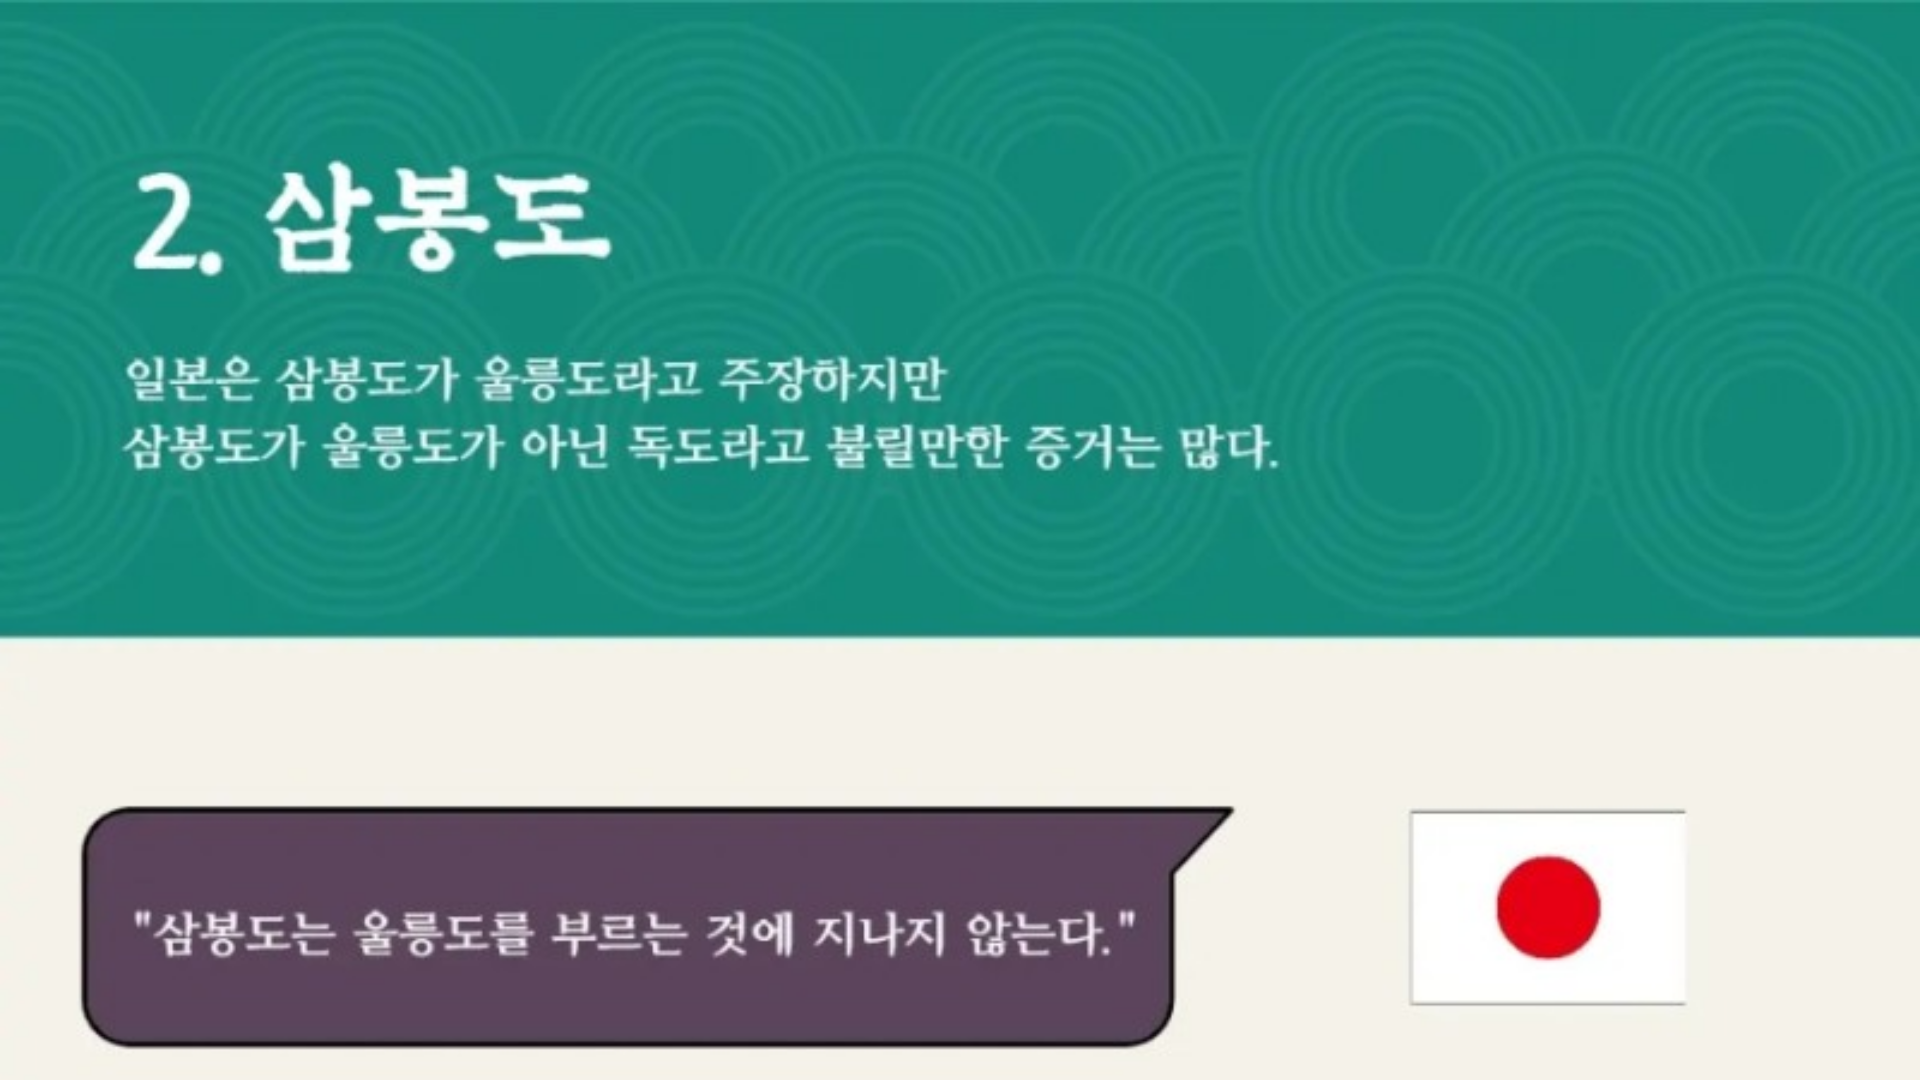 2. 삼봉도
일본은 삼봉도가 울릉도라고 주장하지만
삼봉도가 울릉도가 아닌 독도라고 불릴만한 증거는 많다.
"삼봉도는 울릉도를 부르는 것에 지나지 않는다."